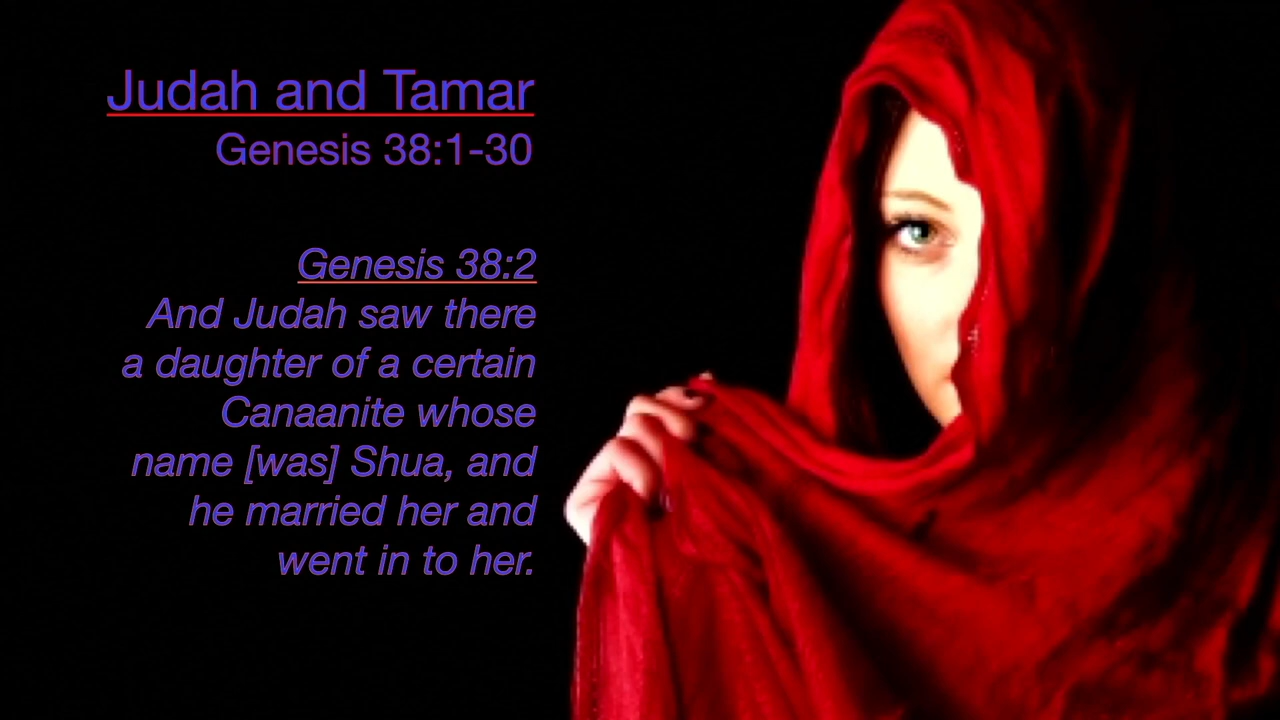 Judah and Tamar
Genesis 38:1-30
Genesis 38:2
And Judah saw there
a daughter of a certain
Canaanite whose
name [was] Shua, and
he married her and
went in to her.